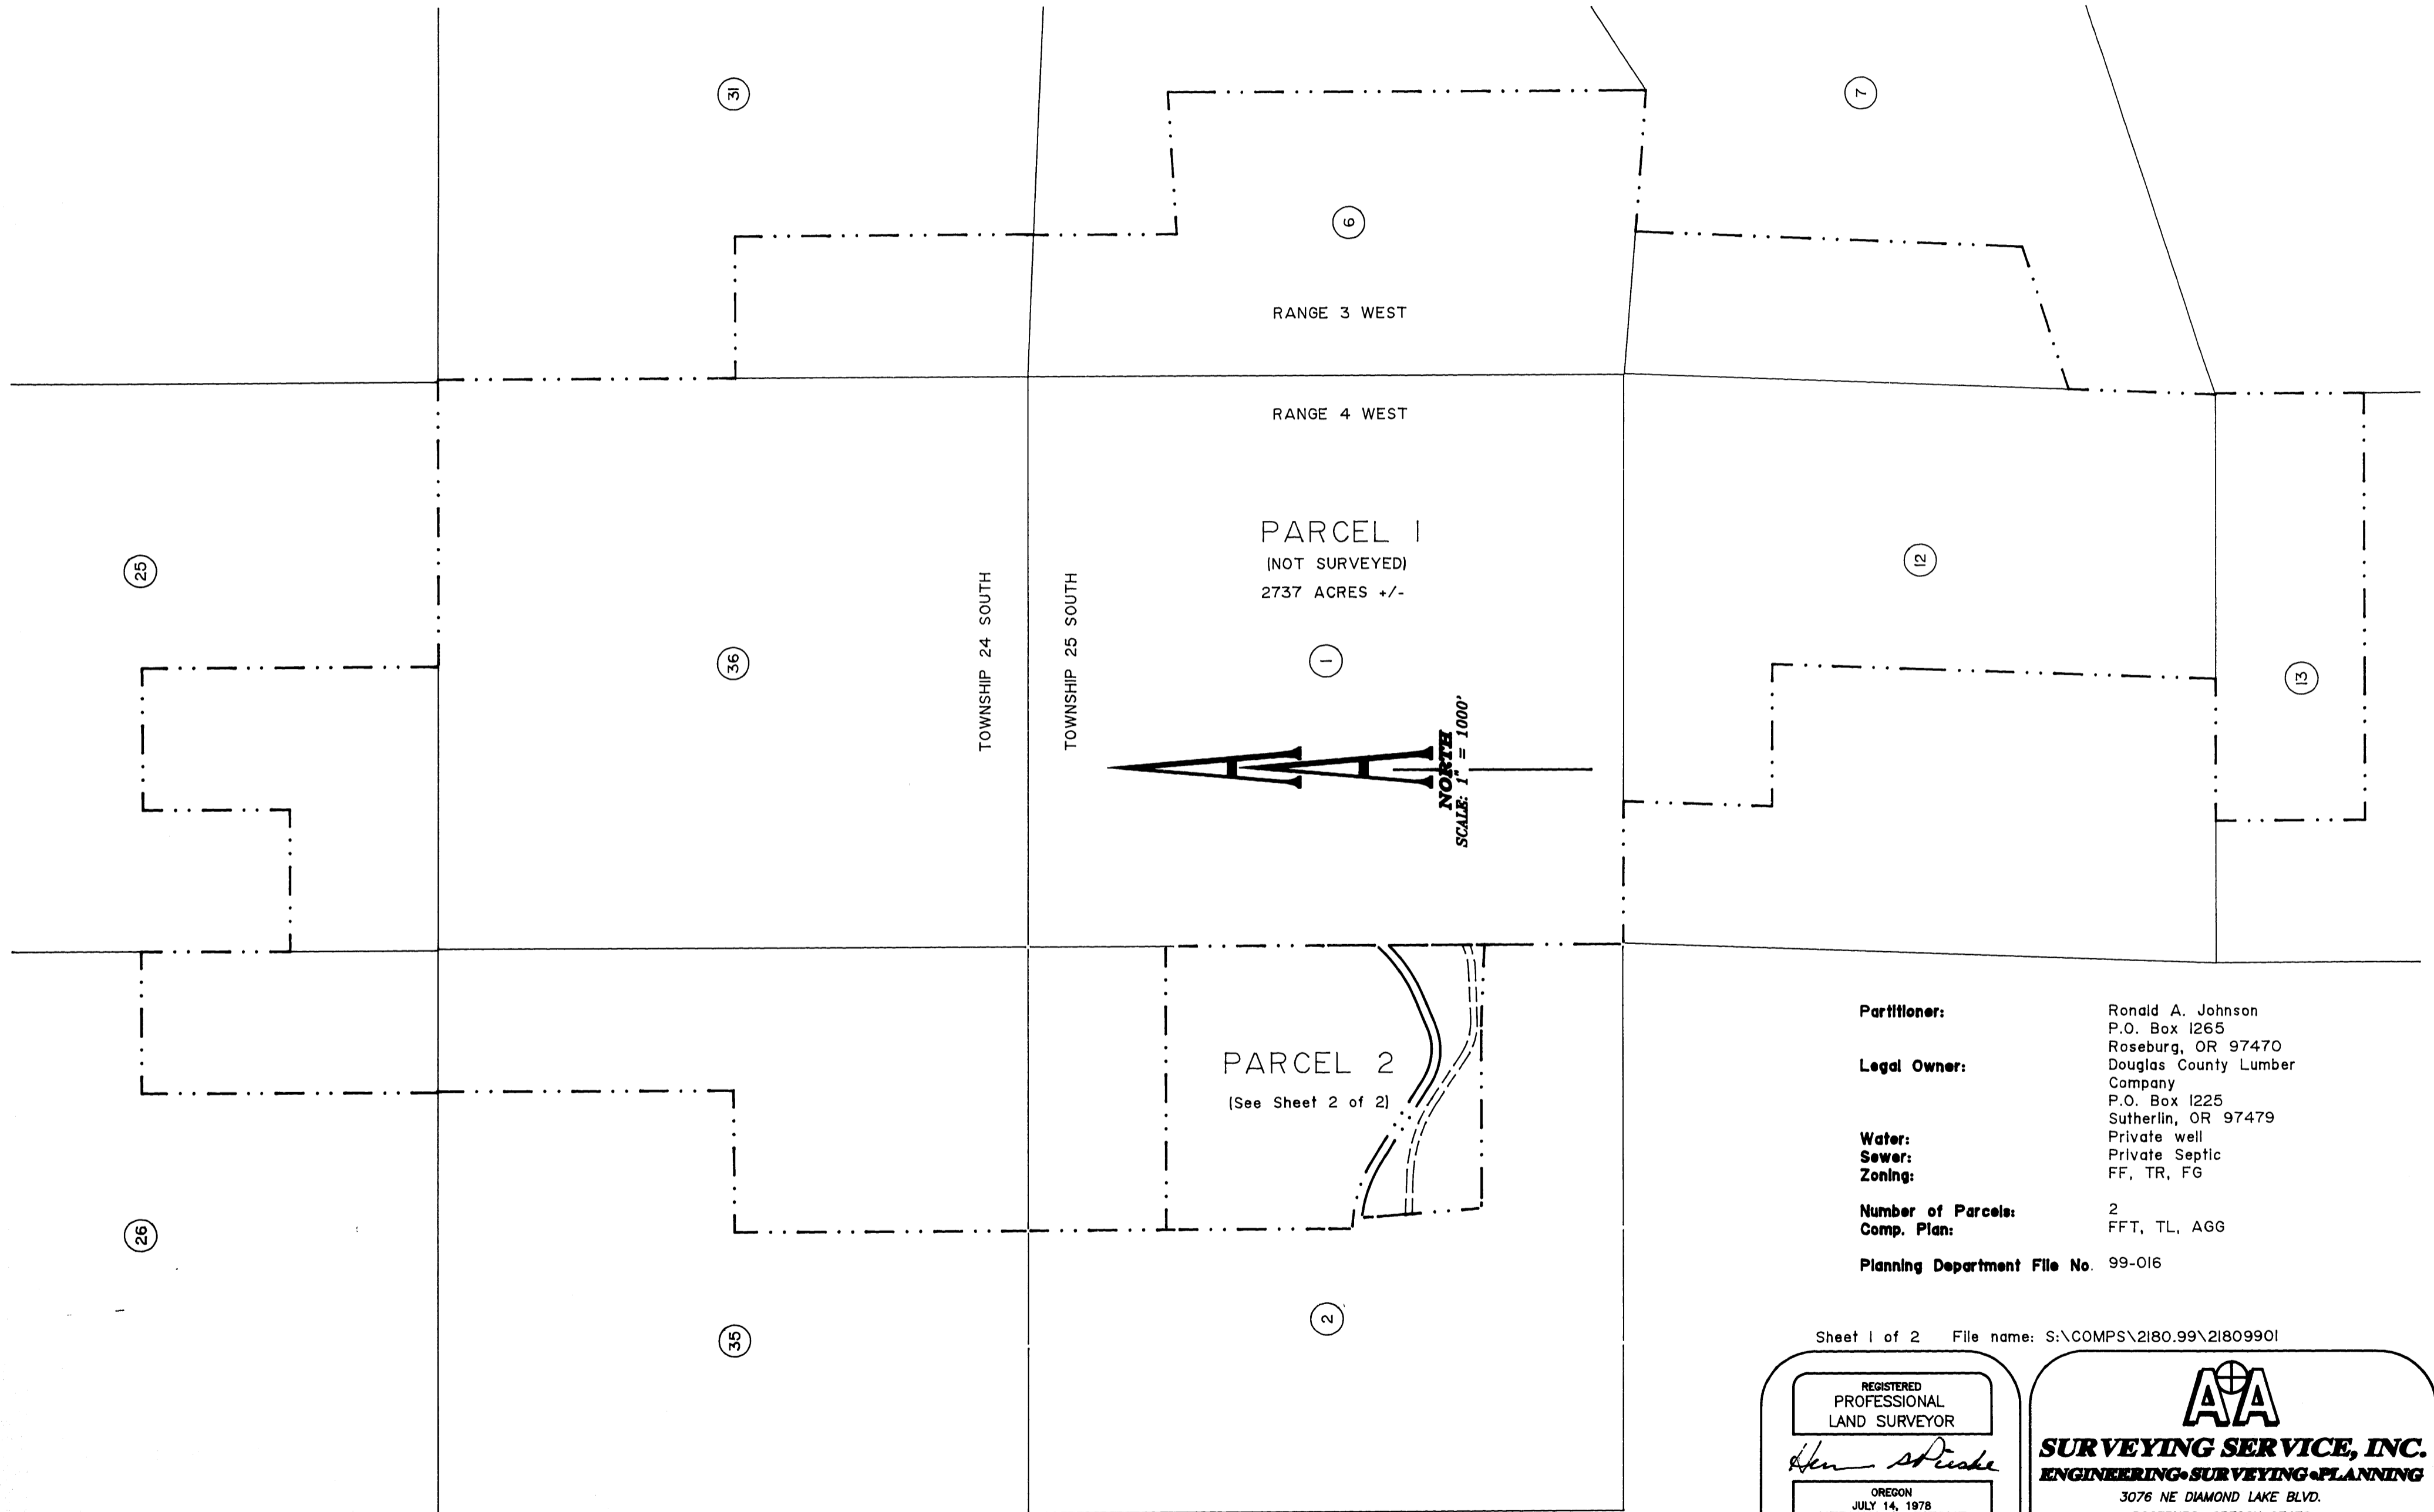 31
7
6
RANGE 3 WEST
RANGE 4 WEST
PARCEL 1
(NOT SURVEYED)
2737 ACRES +/-
25
12
TOWNSHIP 24 SOUTH
TOWNSHIP 25 SOUTH
36
1
13
NORTH
SCALE: 1" = 1000'
PARCEL 2
(See Sheet 2 of 2)
26
35
2
Partitioner: Ronald A. Johnson
P.O. Box 1265
Roseburg, OR 97470
Legal Owner: Douglas County Lumber
Company
P.O. Box 1225
Sutherlin, OR 97479
Water: Private well
Sewer: Private Septic
Zoning: FF, TR, FG
Number of Parcels: 2
Comp. Plan: FFT, TL, AGG
Planning Department File No. 99-016
Sheet 1 of 2 File name: S:\COMPS\2180.99\21809901
REGISTERED
PROFESSIONAL
LAND SURVEYOR
OREGON
JULY 14, 1978
AA
SURVEYING SERVICE, INC.
ENGINEERING•SURVEYING•PLANNING
3076 NE DIAMOND LAKE BLVD.